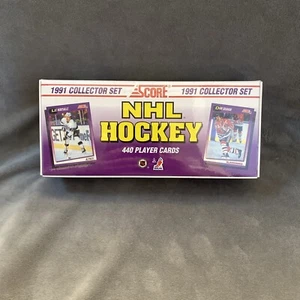 1991 COLLECTOR SET SCORE 1991 COLLECTOR SET
NHL
HOCKEY
440 PLAYER CARDS